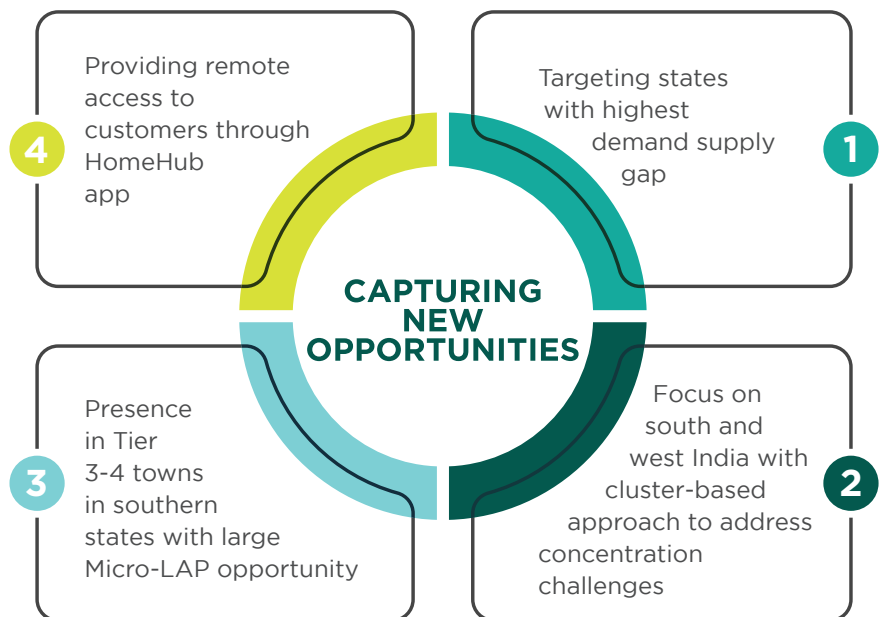 CAPTURING
NEW
OPPORTUNITIES
1
Targeting states
with highest
demand supply
gap
2
Focus on
south and
west India with
cluster-based
approach to address
concentration
challenges
3
Presence
in Tier
3-4 towns
in southern
states with large
Micro-LAP opportunity
4
Providing remote
access to
customers through
HomeHub
app